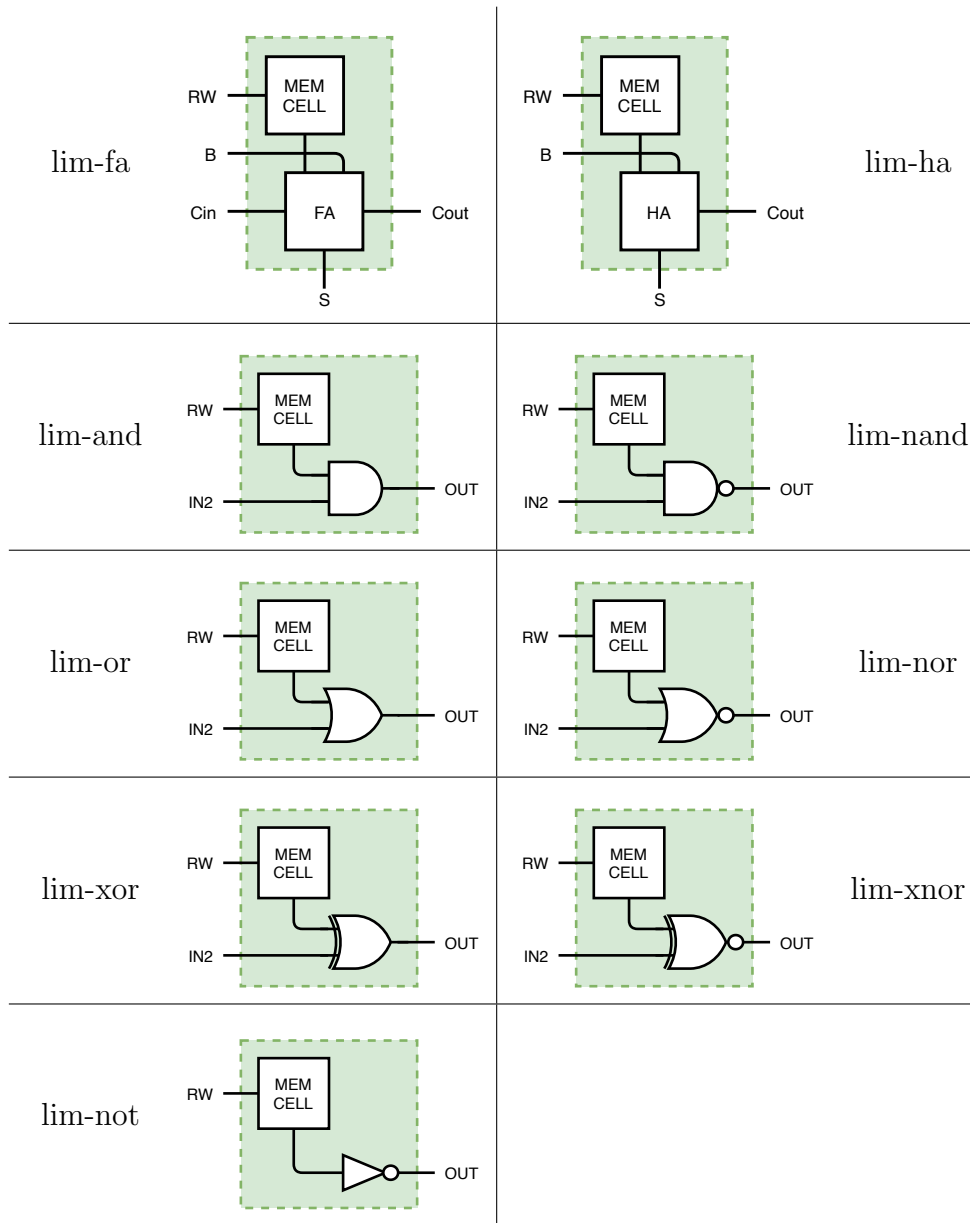 lim-fa
RW
MEM
CELL
B
Cin
FA
Cout
S
RW
MEM
CELL
B
HA
Cout
S
lim-ha
lim-and
RW
MEM
CELL
IN2
OUT
RW
MEM
CELL
IN2
OUT
lim-nand
lim-or
RW
MEM
CELL
IN2
OUT
RW
MEM
CELL
IN2
OUT
lim-nor
lim-xor
RW
MEM
CELL
IN2
OUT
RW
MEM
CELL
IN2
OUT
lim-xnor
lim-not
RW
MEM
CELL
OUT